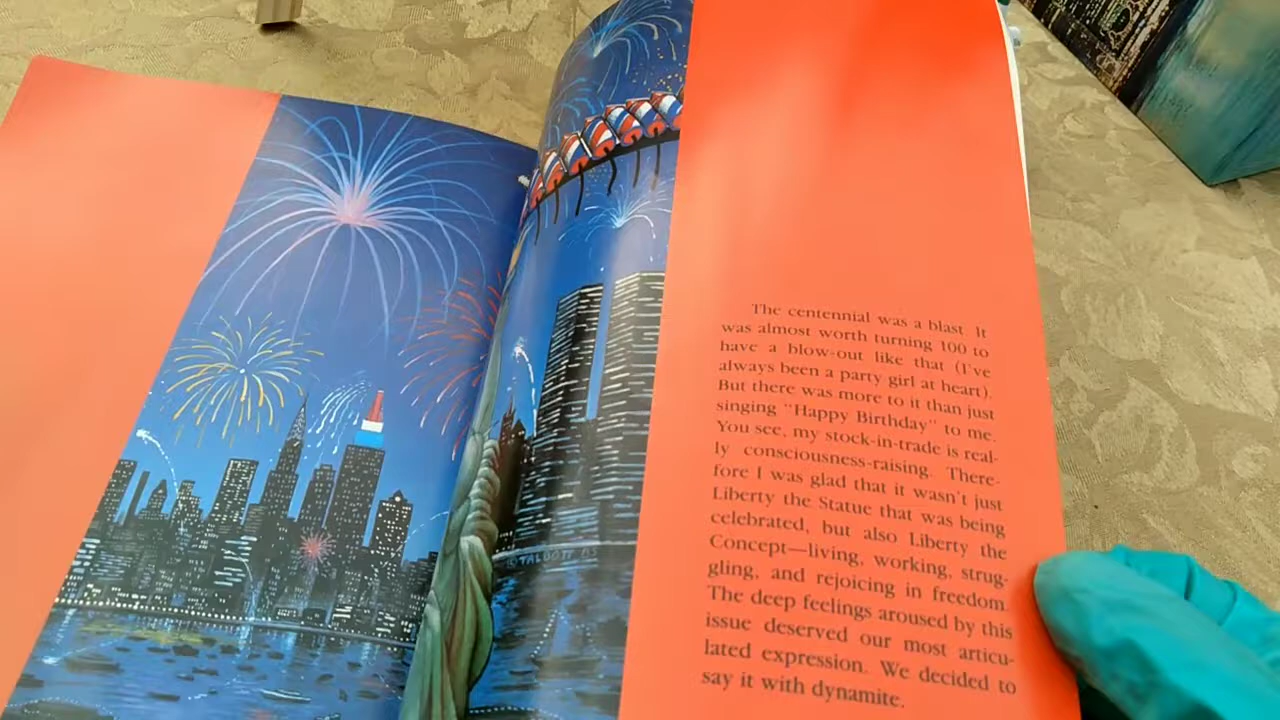 The centennial was a blast. It
was almost worth turning 100 to
have a blow-out like that (I've
always been a party girl at heart).
But there was more to it than just
singing "Happy Birthday" to me.
You see, my stock-in-trade is real-
ly consciousness-raising. There-
fore I was glad that it wasn't just
Liberty the Statue that was being
celebrated, but also Liberty the
Concept—living, working, strug-
gling, and rejoicing in freedom.
The deep feelings aroused by this
issue deserved our most articu-
lated expression. We decided to
say it with dynamite.
© TALBOTT 85